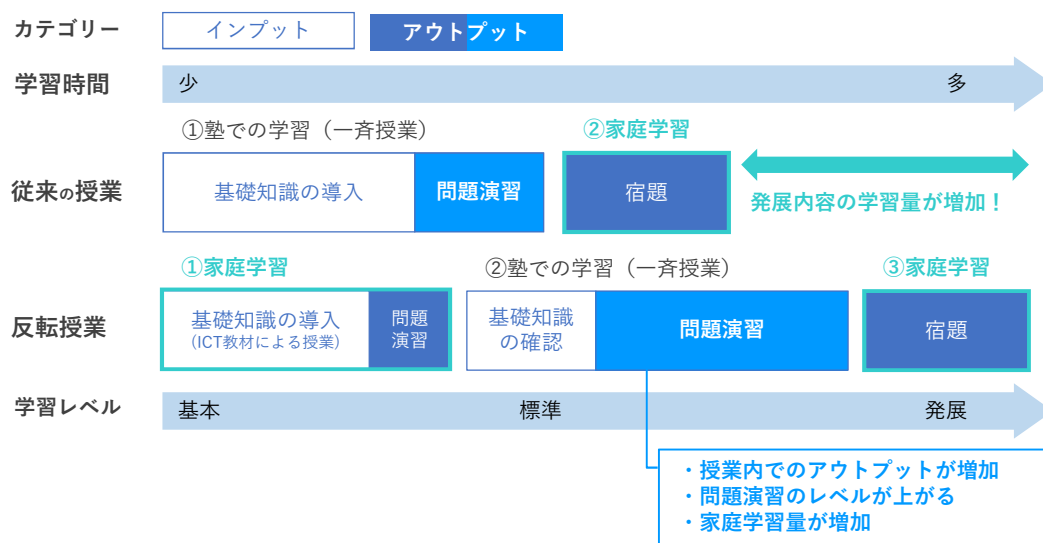 カテゴリー
インプット
アウトプット
学習時間
少
多
①塾での学習（一斉授業）
②家庭学習
従来の授業
基礎知識の導入
問題演習
宿題
発展内容の学習量が増加！
①家庭学習
②塾での学習（一斉授業）
③家庭学習
反転授業
基礎知識の導入
(ICT教材による授業)
問題
演習
基礎知識
の確認
問題演習
宿題
学習レベル
基本
標準
発展
・授業内でのアウトプットが増加
・問題演習のレベルが上がる
・家庭学習量が増加